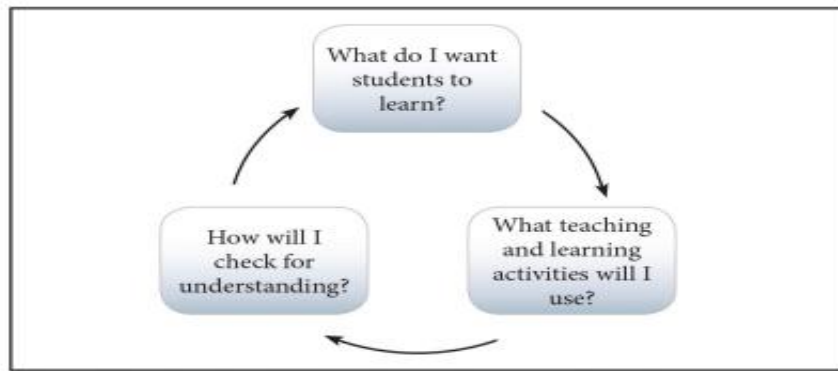 What do I want
students to
learn?
What teaching
and learning
activities will I
use?
How will I
check for
understanding?